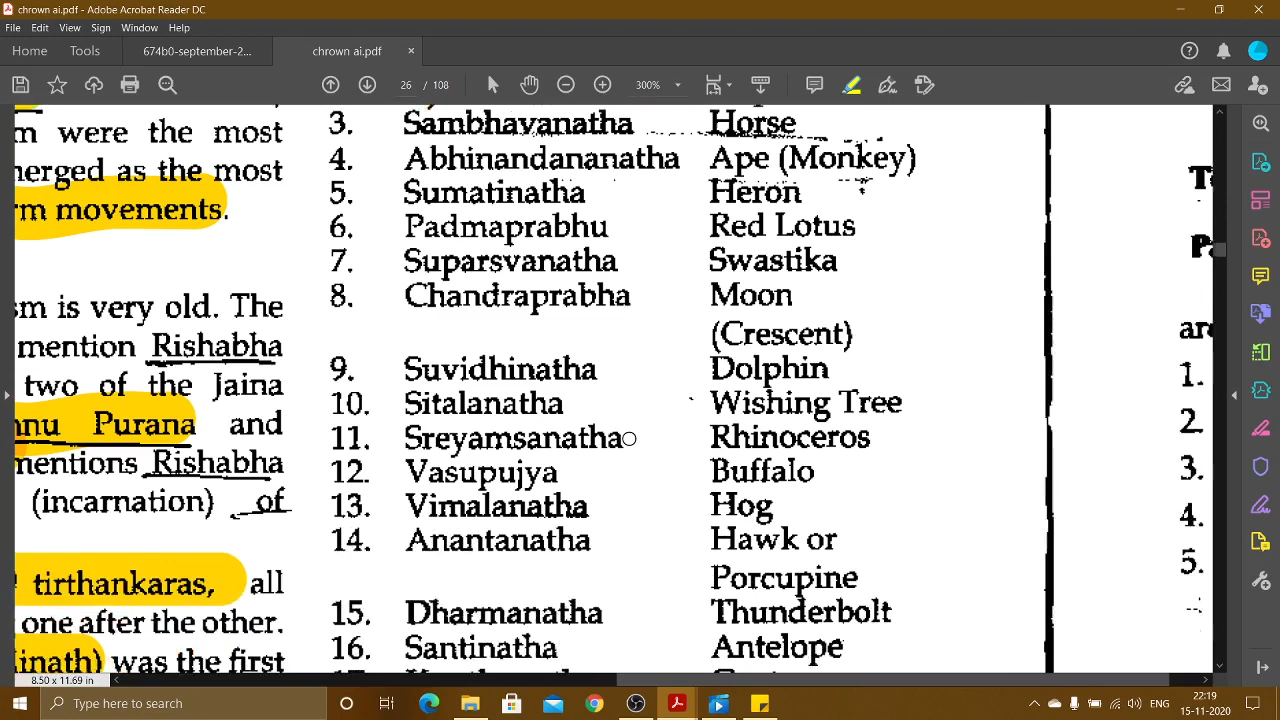 chrown ai.pdf - Adobe Acrobat Reader DC
File Edit View Sign Window Help
Home Tools 674b0-september-2... chrown ai.pdf ×
26 / 108 300%
m were the most
nerged as the most
rm movements.
sm is very old. The
mention Rishabha
two of the Jaina
nnu Purana and
mentions Rishabha
(incarnation) of
tirthankaras, all
one after the other.
inath) was the first
3. Sambhavanatha Horse
4. Abhinandananatha Ape (Monkey)
5. Sumatinatha Heron
6. Padmaprabhu Red Lotus
7. Suparsvanatha Swastika
8. Chandraprabha Moon
(Crescent)
9. Suvidhinatha Dolphin
10. Sitalanatha Wishing Tree
11. Sreyamsanatha Rhinoceros
12. Vasupujya Buffalo
13. Vimalanatha Hog
14. Anantanatha Hawk or
Porcupine
15. Dharmanatha Thunderbolt
16. Santinatha Antelope
are
1.
2.
3.
4.
5.
8.50 x 11.69 in
Type here to search
ENG
22:19
15-11-2020